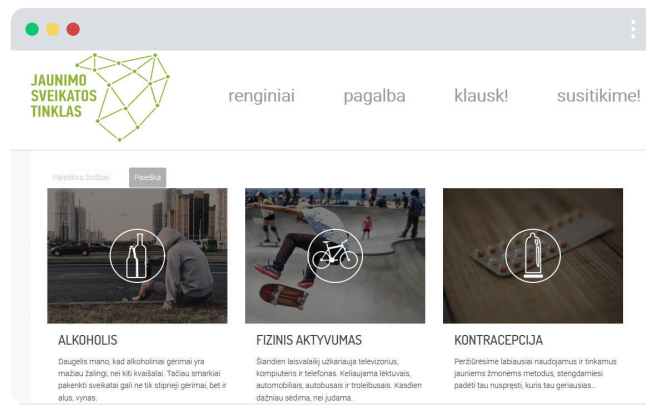 JAUNIMO
SVEIKATOS
TINKLAS
renginiai pagalba klausk! susitikime!
Paieškos žodžiai Paieška
ALKOHOLIS
Daugelis mano, kad alkoholiniai gėrimai yra
mažiau žalingi, nei kiti kvaišalai. Tačiau smarkiai
pakenkti sveikatai gali ne tik stiprieji gėrimai, bet ir
alus, vynas.
FIZINIS AKTYVUMAS
Šiandien laisvalaikį užkariauja televizorius,
kompiuteris ir telefonas. Keliaujama lėktuvais,
automobiliais, autobusais ir troleibusais. Kasdien
dažniau sėdima, nei judama.
KONTRACEPCIJA
Peržiūrėsime labiausiai naudojamus ir tinkamus
jauniems žmonėms metodus, stengdamiesi
padėti tau nuspręsti, kuris tau geriausias...